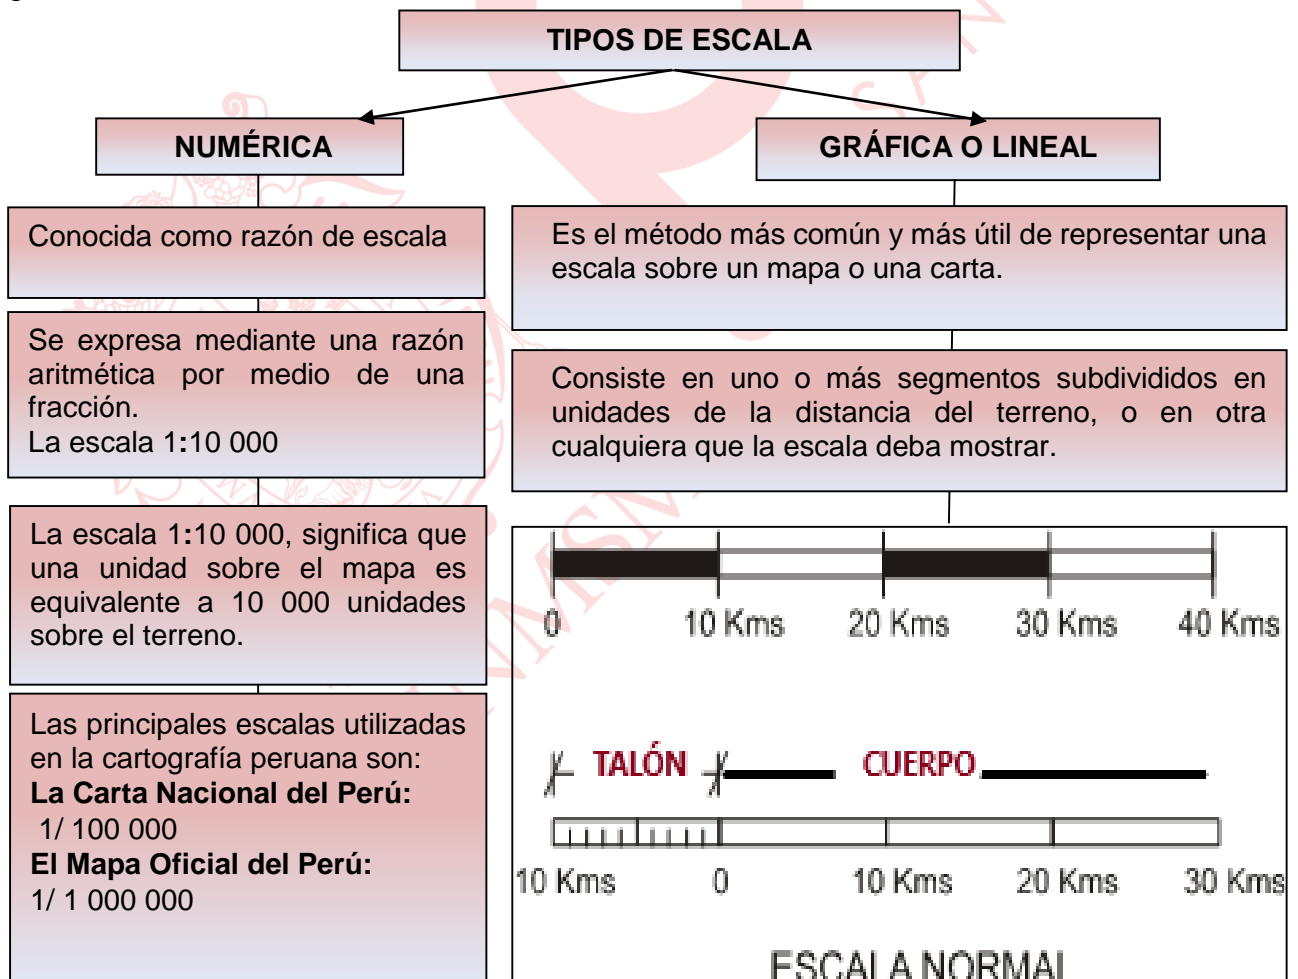 TIPOS DE ESCALA
NUMÉRICA
Conocida como razón de escala
Se expresa mediante una razón
aritmética por medio de una
fracción.
La escala 1:10 000
La escala 1:10 000, significa que
una unidad sobre el mapa es
equivalente a 10 000 unidades
sobre el terreno.
Las principales escalas utilizadas
en la cartografía peruana son:
La Carta Nacional del Perú:
1/ 100 000
El Mapa Oficial del Perú:
1/ 1 000 000
GRÁFICA O LINEAL
Es el método más común y más útil de representar una
escala sobre un mapa o una carta.
Consiste en uno o más segmentos subdivididos en
unidades de la distancia del terreno, o en otra
cualquiera que la escala deba mostrar.
0 10 Kms 20 Kms 30 Kms 40 Kms
TALÓN CUERPO
10 Kms 0 10 Kms 20 Kms 30 Kms
ESCALA NORMAL